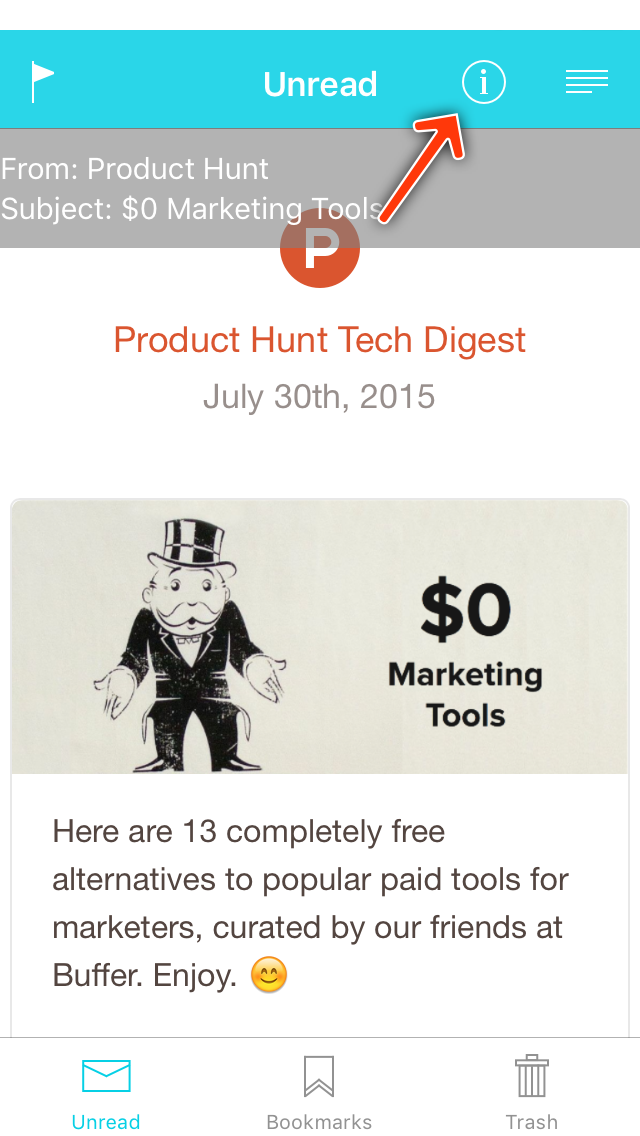 Unread
i
From: Product Hunt
Subject: $0 Marketing Tools
P
Product Hunt Tech Digest
July 30th, 2015
$0
Marketing
Tools
Here are 13 completely free
alternatives to popular paid tools for
marketers, curated by our friends at
Buffer. Enjoy. 😊
Unread
Bookmarks
Trash